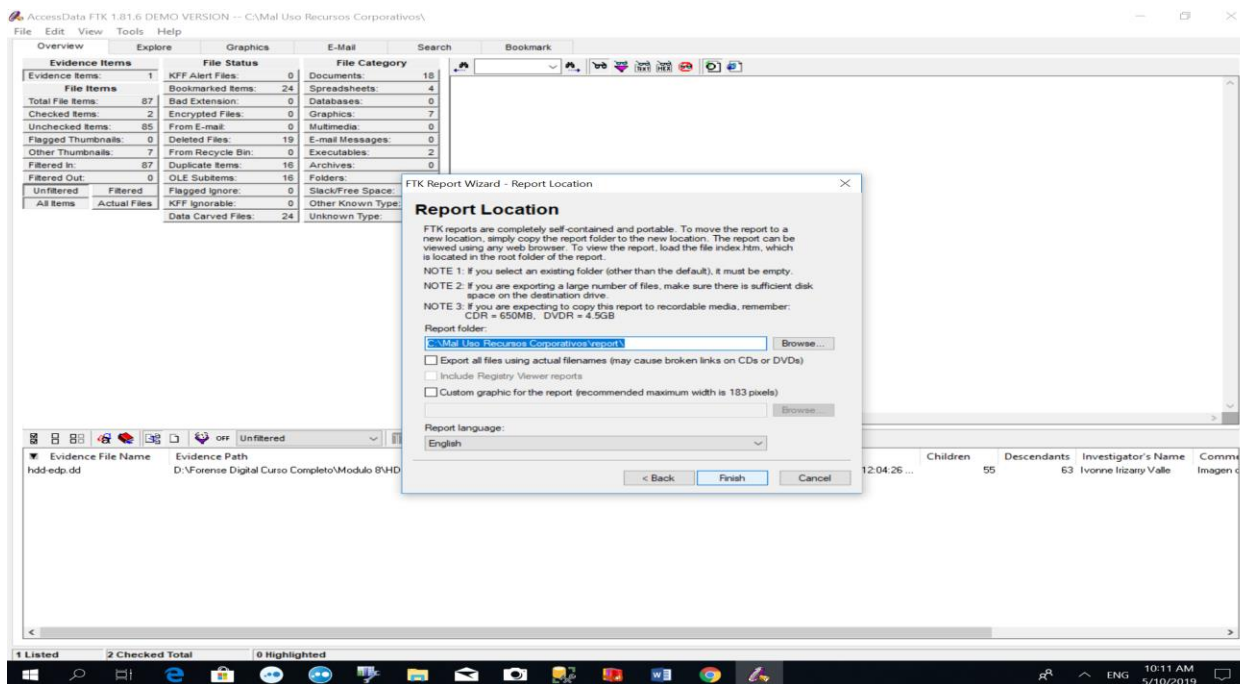 AccessData FTK 1.81.6 DEMO VERSION -- C:\Mal Uso Recursos Corporativos\
File Edit View Tools Help
Overview Explore Graphics E-Mail Search Bookmark
Evidence Items File Status File Category
Evidence Items: 1 KFF Alert Files: 0 Documents: 18
File Items Bookmarked Items: 24 Spreadsheets: 4
Total File Items: 87 Bad Extension: 0 Databases: 0
Checked Items: 2 Encrypted Files: 0 Graphics: 7
Unchecked Items: 85 From E-mail: 0 Multimedia: 0
Flagged Thumbnails: 0 Deleted Files: 19 E-mail Messages: 0
Other Thumbnails: 7 From Recycle Bin: 0 Executables: 2
Filtered In: 87 Duplicate Items: 16 Archives: 0
Filtered Out: 0 OLE Subitems: 16 Folders:
Unfiltered Filtered Flagged Ignore: 0 Slack/Free Space:
All Items Actual Files KFF Ignorable: 0 Other Known Type:
Data Carved Files: 24 Unknown Type:
FTK Report Wizard - Report Location
Report Location
FTK reports are completely self-contained and portable. To move the report to a
new location, simply copy the report folder to the new location. The report can be
viewed using any web browser. To view the report, load the file index.htm, which
is located in the root folder of the report.
NOTE 1: If you select an existing folder (other than the default), it must be empty.
NOTE 2: If you are exporting a large number of files, make sure there is sufficient disk
space on the destination drive.
NOTE 3: If you are expecting to copy this report to recordable media, remember:
CDR = 650MB, DVDR = 4.5GB
Report folder:
C:\Mal Uso Recursos Corporativos\report\ Browse...
Export all files using actual filenames (may cause broken links on CDs or DVDs)
Include Registry Viewer reports
Custom graphic for the report (recommended maximum width is 183 pixels)
Browse...
Report language:
English
< Back Finish Cancel
OFF Unfiltered
Evidence File Name Evidence Path Children Descendants Investigator's Name Comme
hdd-edp.dd D:\Forense Digital Curso Completo\Modulo 8\HD 12:04:26 ... 55 63 Ivonne Irizarry Valle Imagen c
1 Listed 2 Checked Total 0 Highlighted
ENG 10:11 AM
5/10/2019